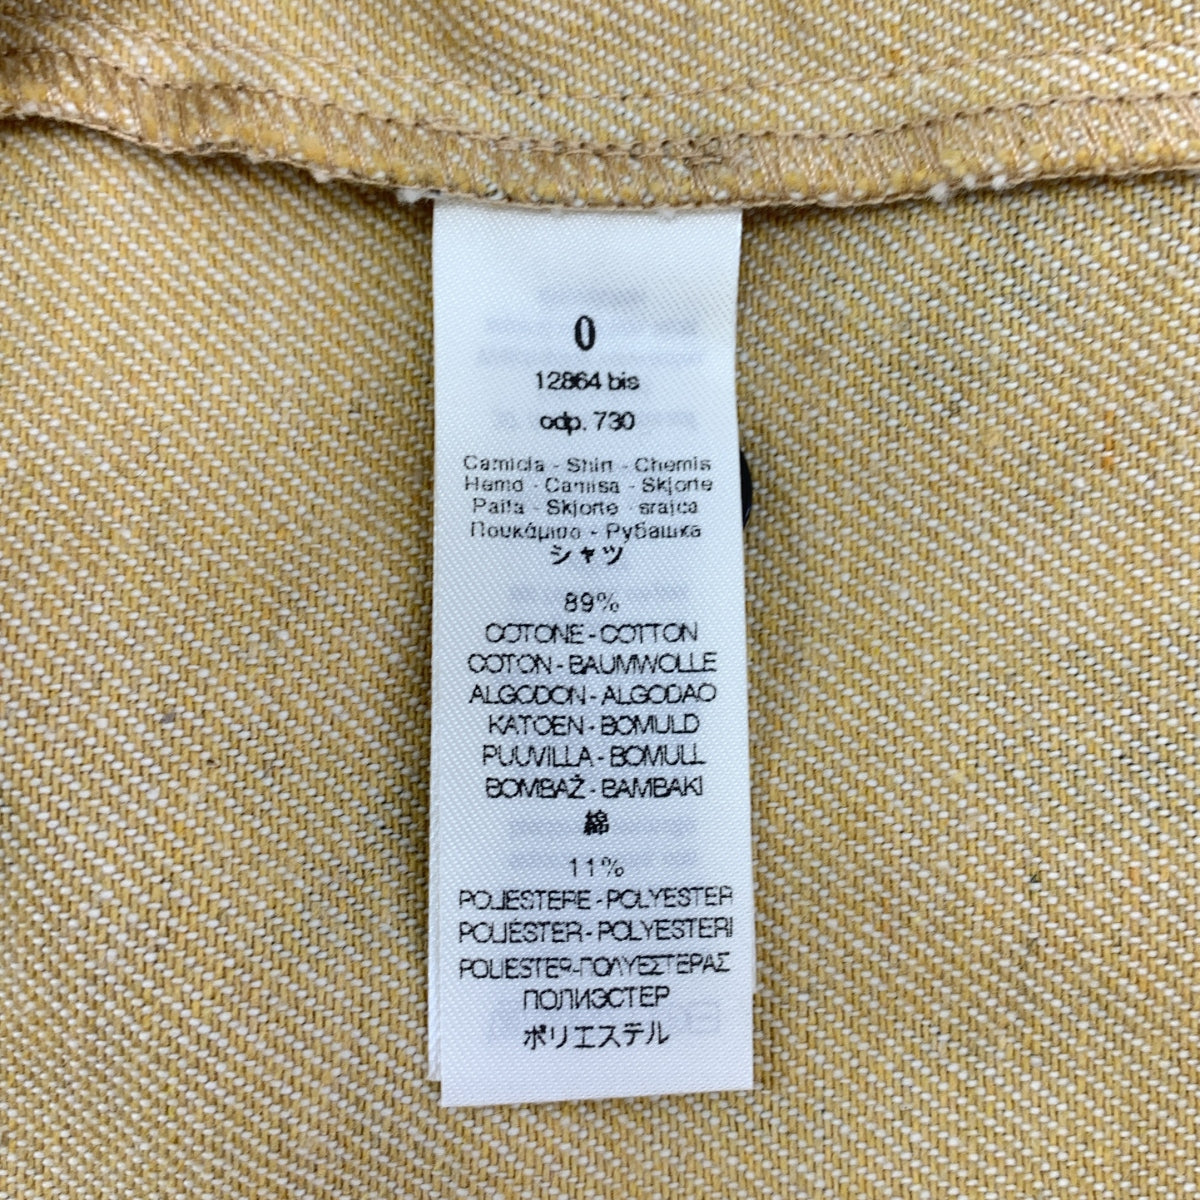 0
12864 bis
odp. 730
Camicia - Shirt - Chemis
Hemd - Camisa - Skjorte
Paita - Skjorte - srajca
Πουκάμισο - Рубашка
シャツ
89%
COTONE - COTTON
COTON - BAUMWOLLE
ALGODON - ALGODAO
KATOEN - BOMULD
PUUVILLA - BOMULL
BOMBAŽ - BAMBAKI
綿
11%
POLIESTERE - POLYESTER
POLIÉSTER - POLYESTERI
POLIESTER-ΠΟΛΥΕΣΤΕΡΑΣ
ПОЛИЭСТЕР
ポリエステル